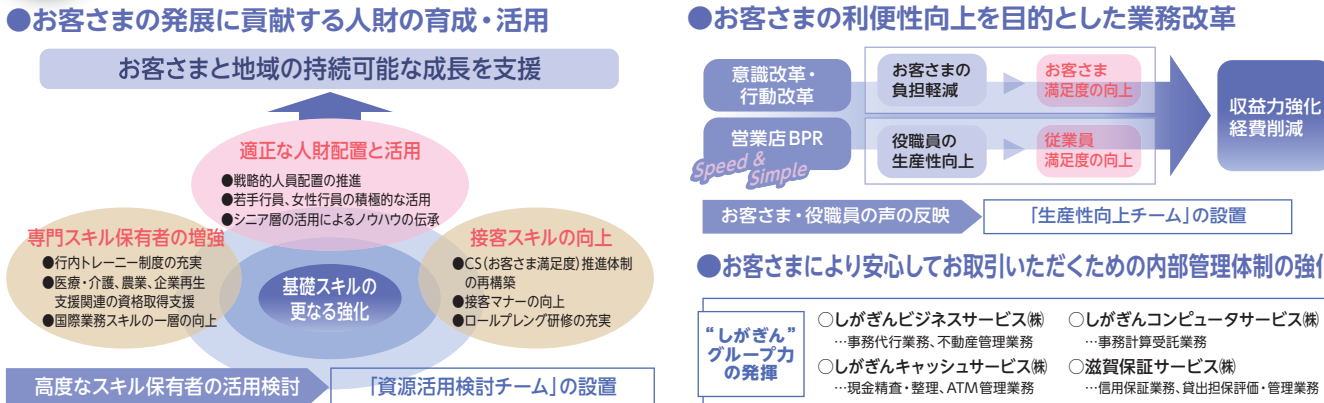 ●お客さまの発展に貢献する人財の育成・活用
お客さまと地域の持続可能な成長を支援
適正な人財配置と活用
●戦略的人員配置の推進
●若手行員、女性行員の積極的な活用
●シニア層の活用によるノウハウの伝承
専門スキル保有者の増強
●行内トレーニー制度の充実
●医療・介護、農業、企業再生
支援関連の資格取得支援
●国際業務スキルの一層の向上
基礎スキルの
更なる強化
接客スキルの向上
●CS(お客さま満足度)推進体制
の再構築
●接客マナーの向上
●ロールプレング研修の充実
高度なスキル保有者の活用検討
「資源活用検討チーム」の設置
●お客さまの利便性向上を目的とした業務改革
意識改革・
行動改革
お客さまの
負担軽減
お客さま
満足度の向上
営業店BPR
Speed &
Simple
役職員の
生産性向上
従業員
満足度の向上
収益力強化
経費削減
お客さま・役職員の声の反映
「生産性向上チーム」の設置
●お客さまにより安心してお取引いただくための内部管理体制の強
“しがぎん”
グループ力
の発揮
○しがぎんビジネスサービス㈱
…事務代行業務、不動産管理業務
○しがぎんキャッシュサービス㈱
…現金精査・整理、ATM管理業務
○しがぎんコンピュータサービス㈱
…事務計算受託業務
○滋賀保証サービス㈱
…信用保証業務、貸出担保評価・管理業務